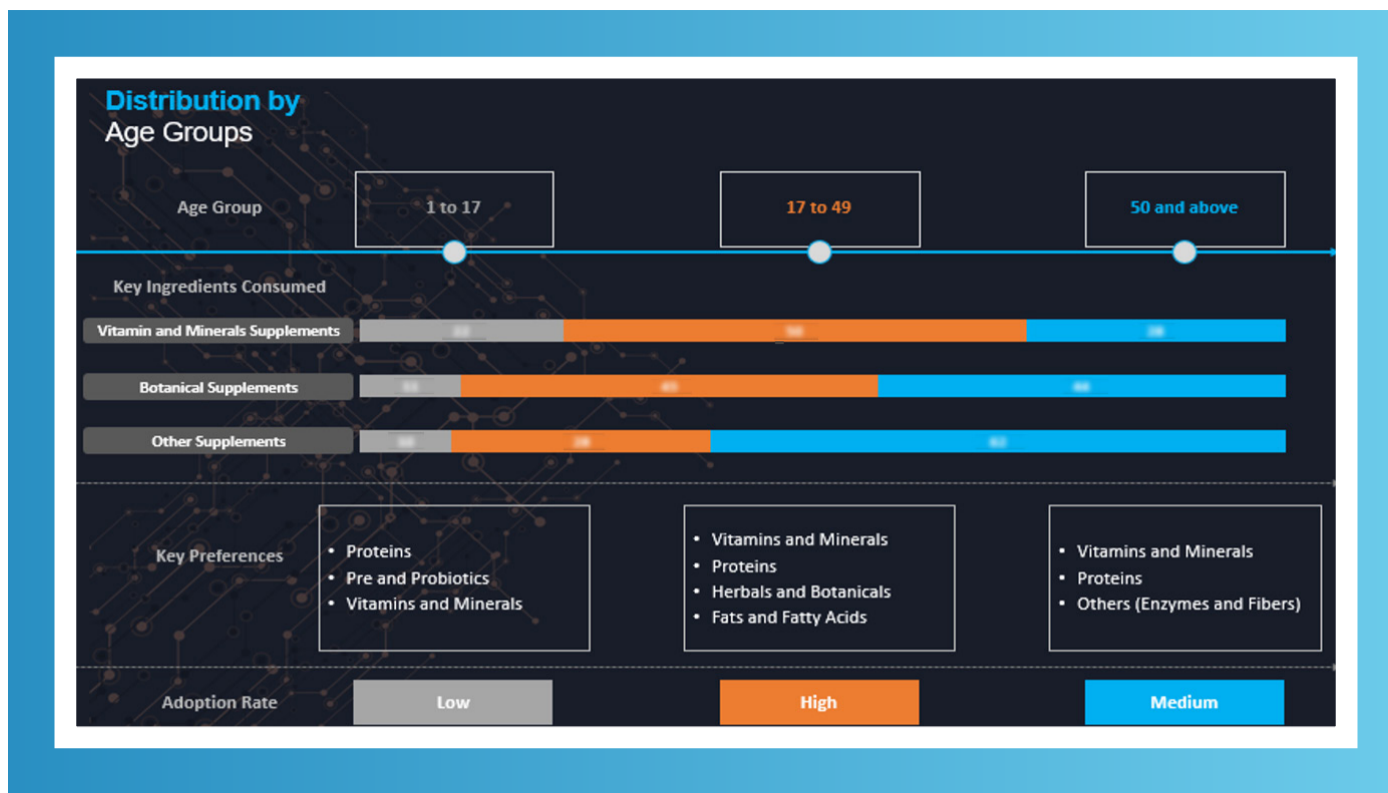 Distribution by
Age Groups
Age Group
1 to 17
17 to 49
50 and above
Key Ingredients Consumed
Vitamin and Minerals Supplements
Botanical Supplements
Other Supplements
Key Preferences
• Proteins
• Pre and Probiotics
• Vitamins and Minerals
• Vitamins and Minerals
• Proteins
• Herbals and Botanicals
• Fats and Fatty Acids
• Vitamins and Minerals
• Proteins
• Others (Enzymes and Fibers)
Adoption Rate
Low
High
Medium